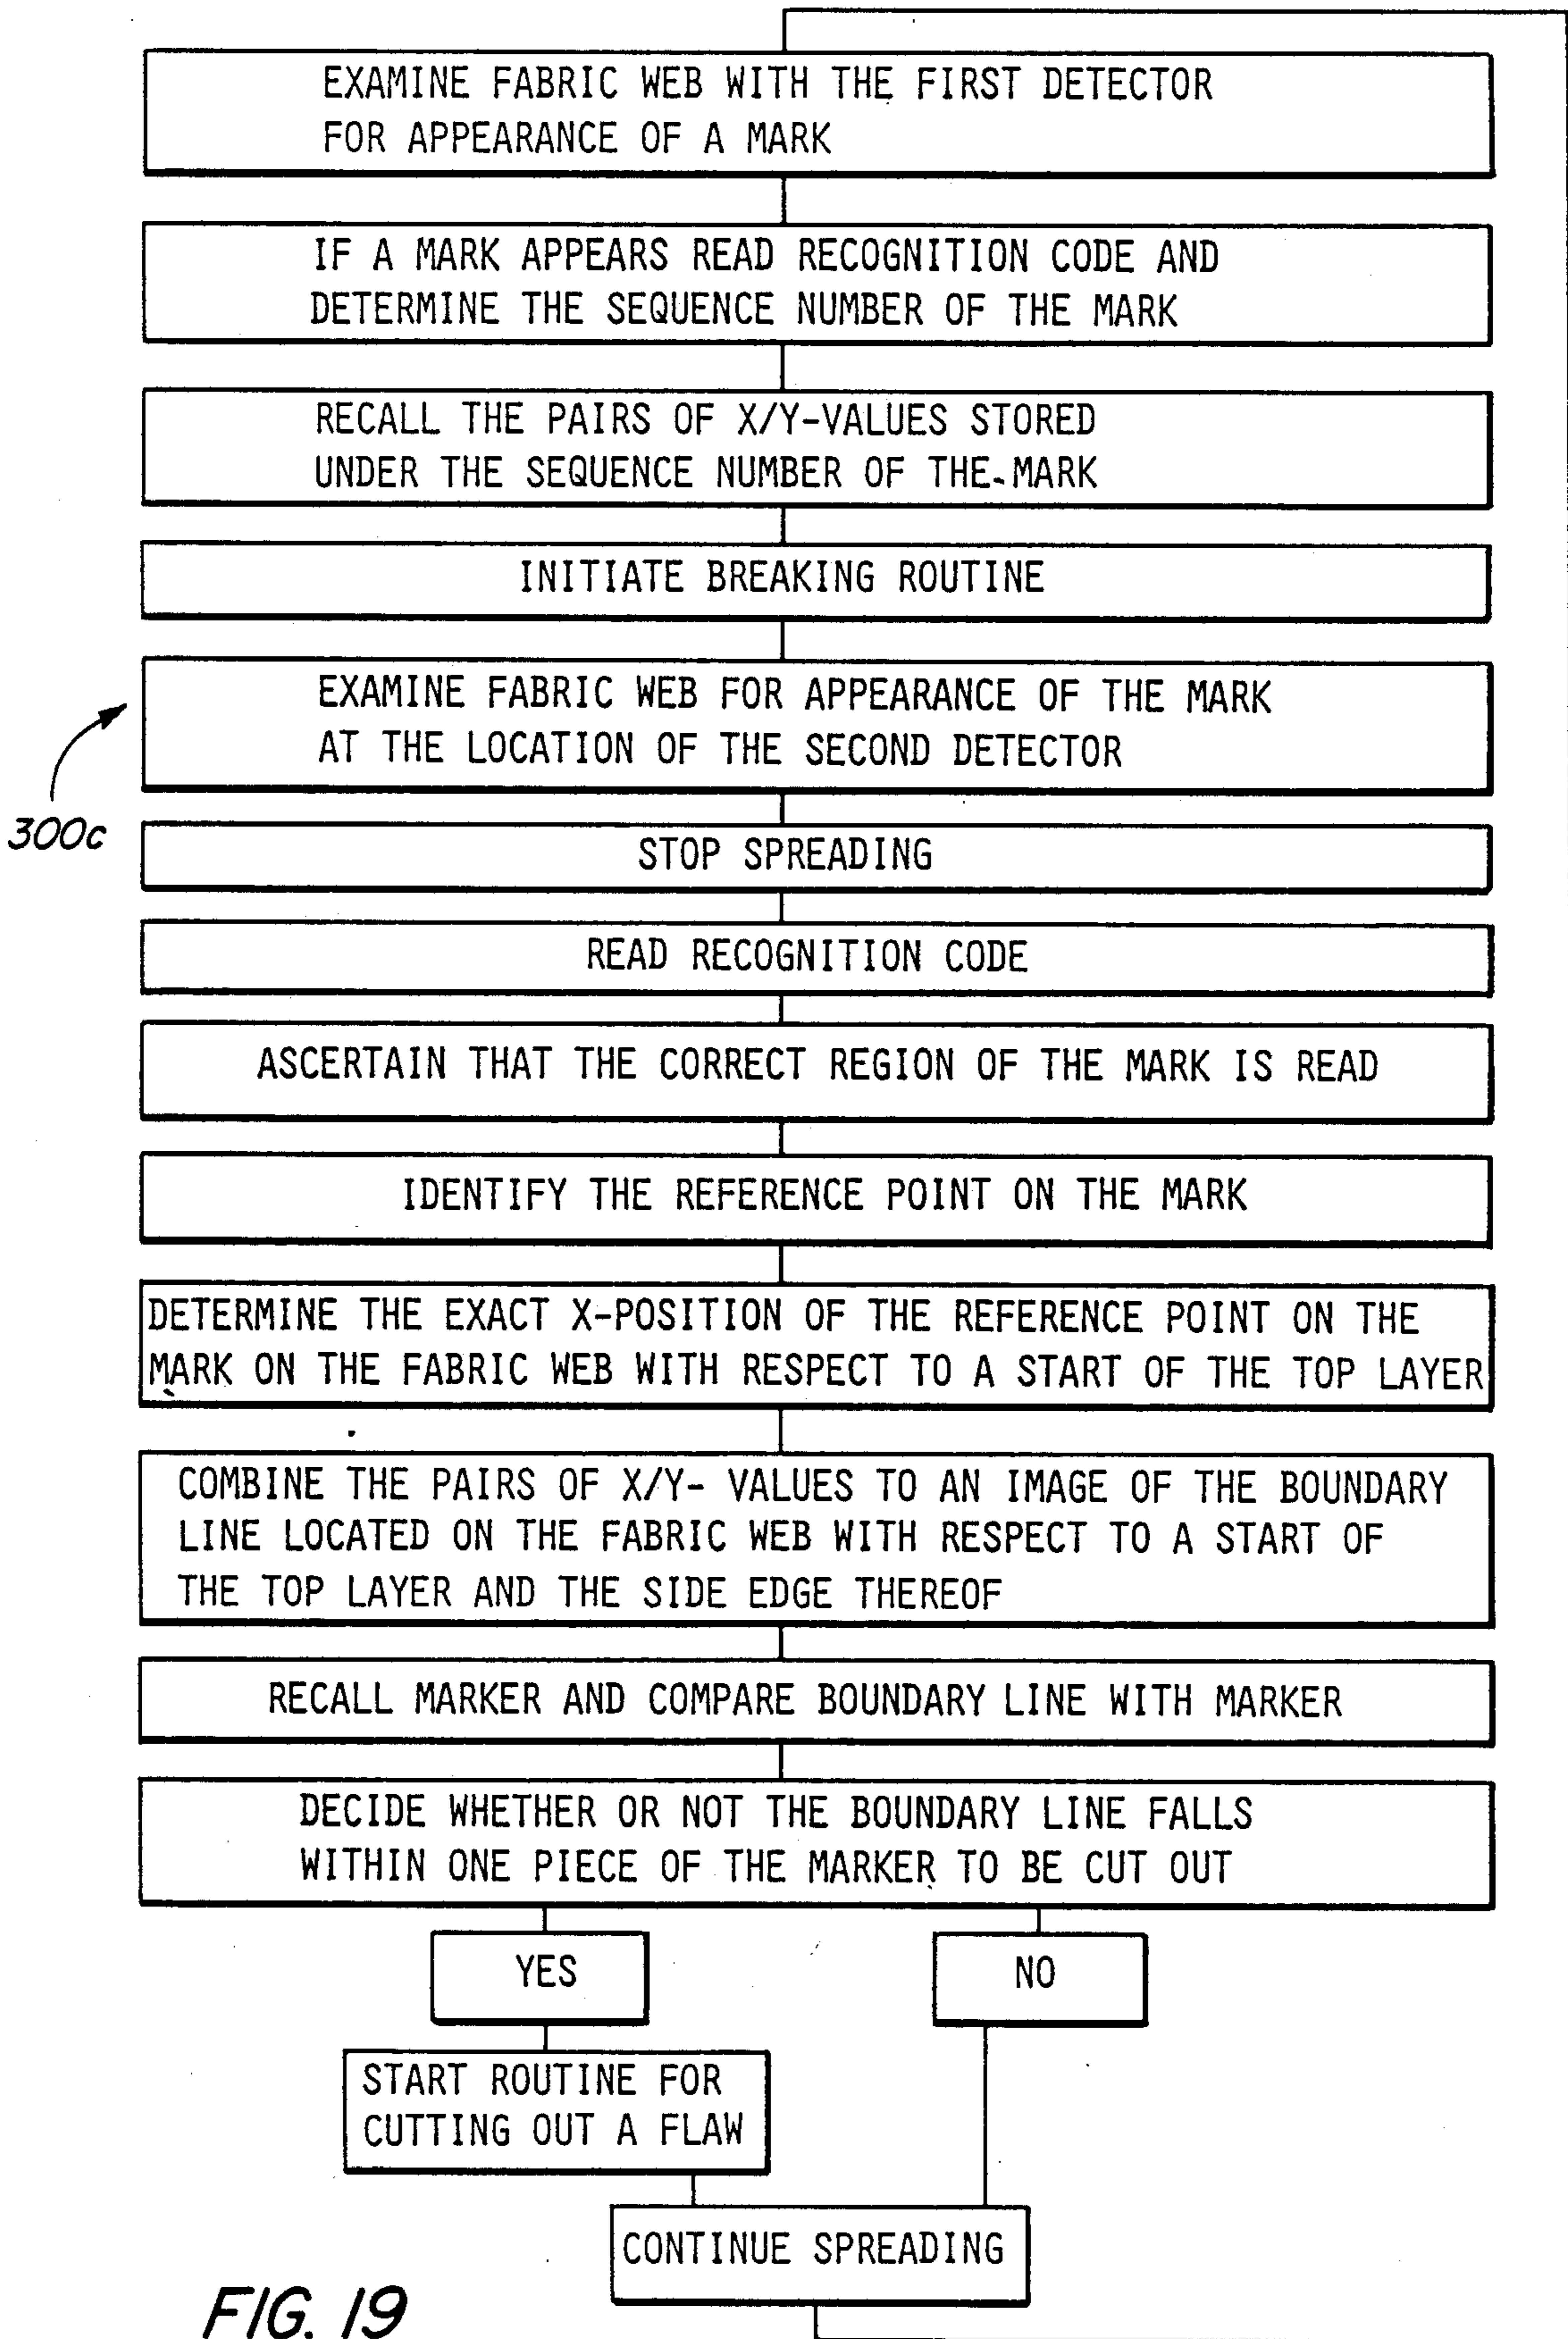 EXAMINE FABRIC WEB WITH THE FIRST DETECTOR
FOR APPEARANCE OF A MARK
IF A MARK APPEARS READ RECOGNITION CODE AND
DETERMINE THE SEQUENCE NUMBER OF THE MARK
RECALL THE PAIRS OF X/Y-VALUES STORED
UNDER THE SEQUENCE NUMBER OF THE MARK
INITIATE BREAKING ROUTINE
EXAMINE FABRIC WEB FOR APPEARANCE OF THE MARK
AT THE LOCATION OF THE SECOND DETECTOR
300c
STOP SPREADING
READ RECOGNITION CODE
ASCERTAIN THAT THE CORRECT REGION OF THE MARK IS READ
IDENTIFY THE REFERENCE POINT ON THE MARK
DETERMINE THE EXACT X-POSITION OF THE REFERENCE POINT ON THE
MARK ON THE FABRIC WEB WITH RESPECT TO A START OF THE TOP LAYER
COMBINE THE PAIRS OF X/Y- VALUES TO AN IMAGE OF THE BOUNDARY
LINE LOCATED ON THE FABRIC WEB WITH RESPECT TO A START OF
THE TOP LAYER AND THE SIDE EDGE THEREOF
RECALL MARKER AND COMPARE BOUNDARY LINE WITH MARKER
DECIDE WHETHER OR NOT THE BOUNDARY LINE FALLS
WITHIN ONE PIECE OF THE MARKER TO BE CUT OUT
YES
NO
START ROUTINE FOR
CUTTING OUT A FLAW
CONTINUE SPREADING
FIG. 19